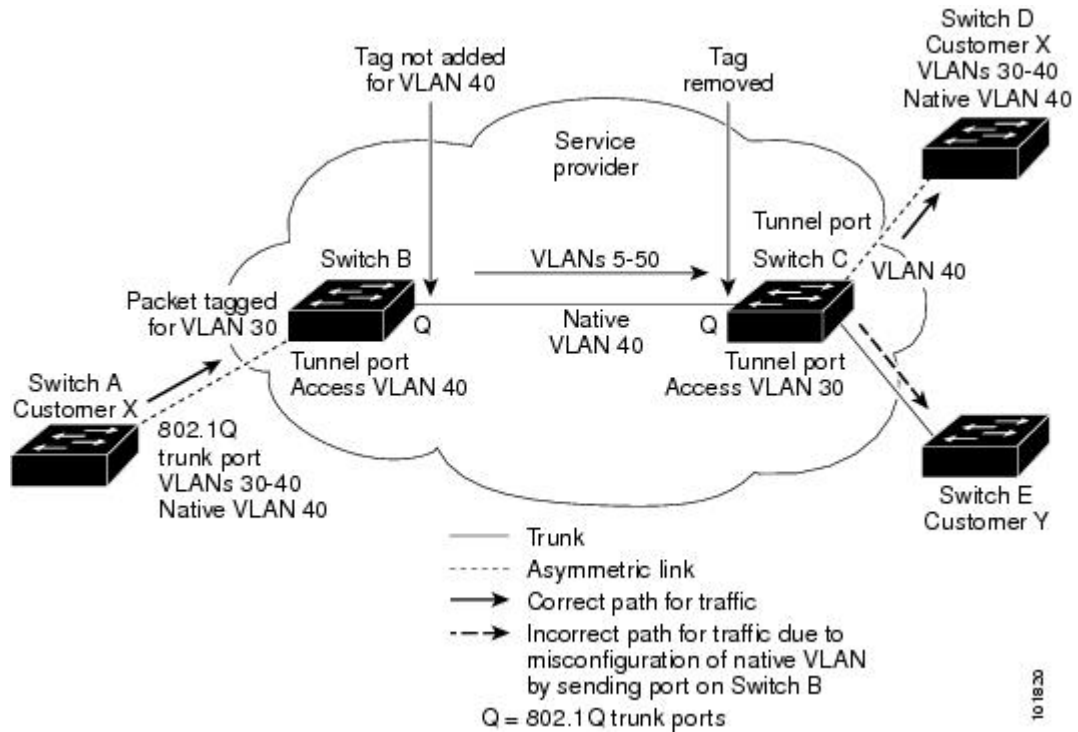 Tag not added
for VLAN 40
Tag
removed
Switch D
Customer X
VLANs 30-40
Native VLAN 40
Service
provider
Tunnel port
Switch B
VLANs 5-50
Switch C
VLAN 40
Packet tagged
for VLAN 30
Q
Native
VLAN 40
Q
Tunnel port
Access VLAN 40
Tunnel port
Access VLAN 30
Switch A
Customer X
802.1Q
trunk port
VLANs 30-40
Native VLAN 40
Switch E
Customer Y
Trunk
Asymmetric link
Correct path for traffic
Incorrect path for traffic due to
misconfiguration of native VLAN
by sending port on Switch B
Q = 802.1Q trunk ports
101820